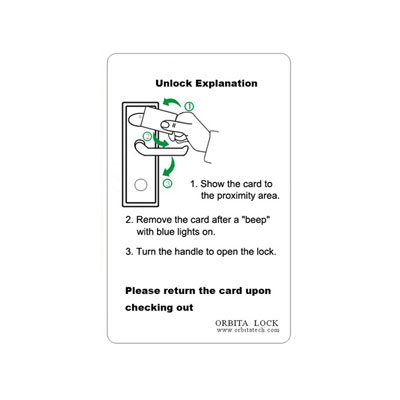 Unlock Explanation
1
2
3
1. Show the card to
the proximity area.
2. Remove the card after a "beep"
with blue lights on.
3. Turn the handle to open the lock.
Please return the card upon
checking out
ORBITA LOCK
www.orbitatech.com